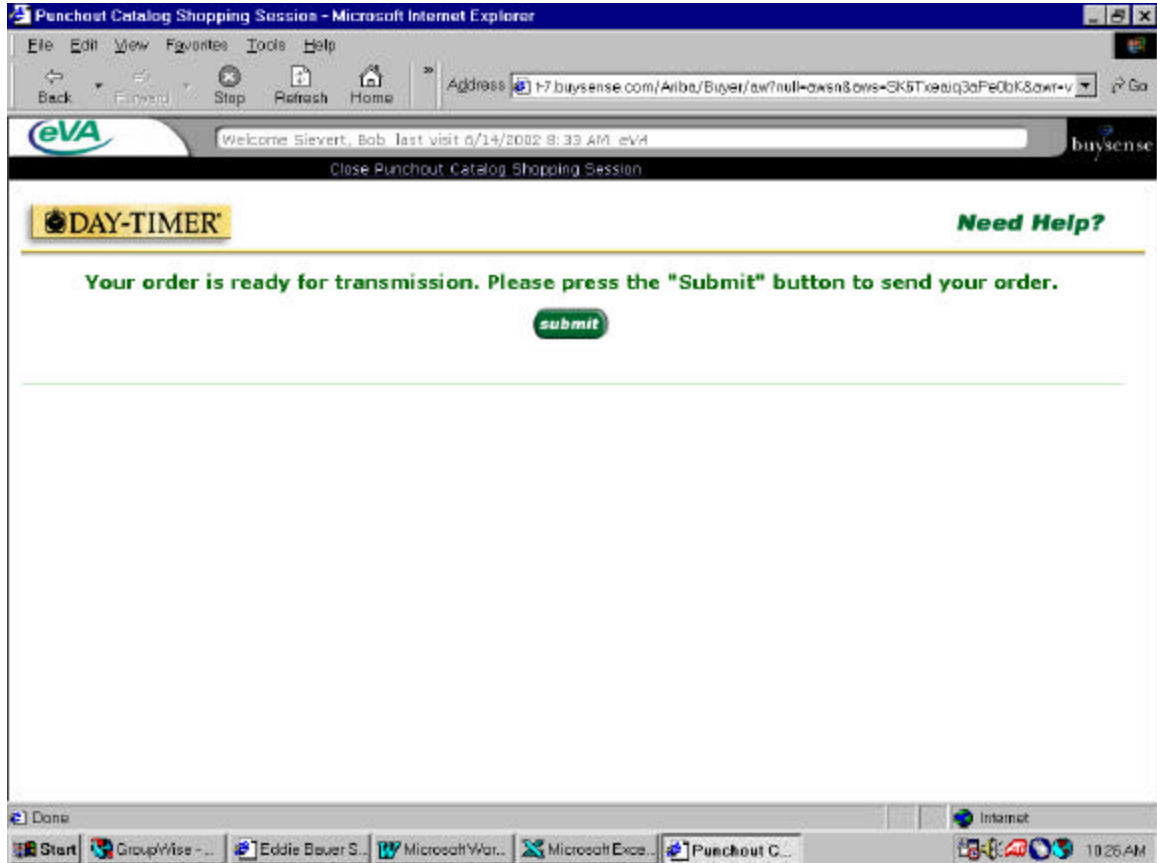 Punchout Catalog Shopping Session - Microsoft Internet Explorer
File Edit View Favorites Tools Help
Back Forward Stop Refresh Home » Address Go
eVA Welcome Sievert, Bob last visit 6/14/2002 8:33 AM eVA buysense
Close Punchout Catalog Shopping Session
DAY-TIMER® Need Help?
Your order is ready for transmission. Please press the "Submit" button to send your order.
submit
Done Internet
Start GroupWise - ... Eddie Bauer S... Microsoft Wor... Microsoft Exce... Punchout C... 10:26 AM